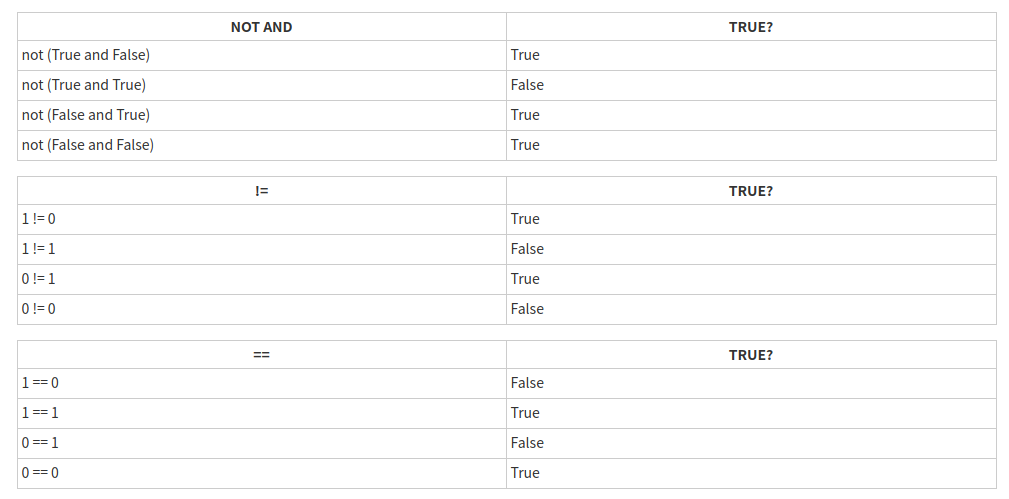 NOT AND TRUE?
not (True and False) True
not (True and True) False
not (False and True) True
not (False and False) True
!= TRUE?
1 != 0 True
1 != 1 False
0 != 1 True
0 != 0 False
== TRUE?
1 == 0 False
1 == 1 True
0 == 1 False
0 == 0 True